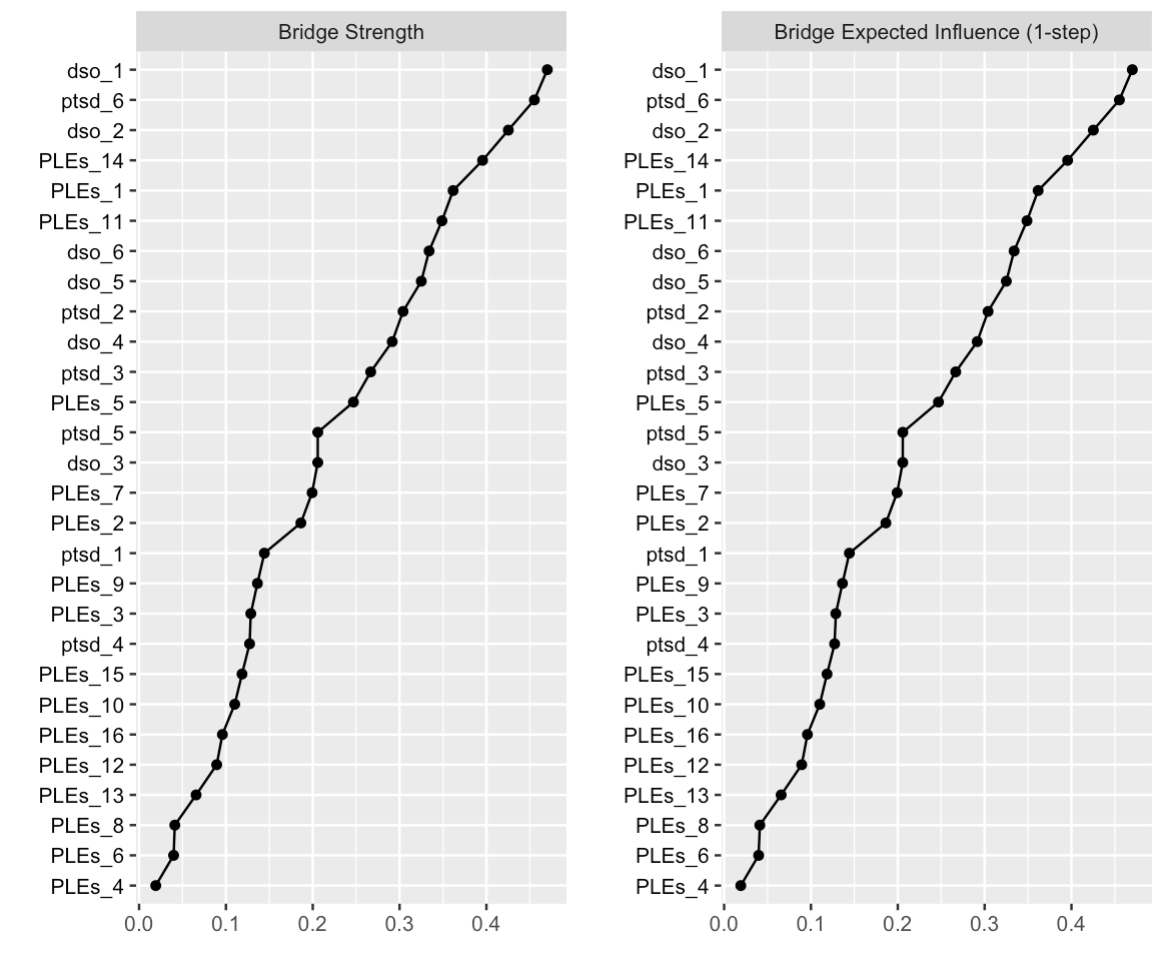 Bridge Strength
dso_1
ptsd_6
dso_2
PLEs_14
PLEs_1
PLEs_11
dso_6
dso_5
ptsd_2
dso_4
ptsd_3
PLEs_5
ptsd_5
dso_3
PLEs_7
PLEs_2
ptsd_1
PLEs_9
PLEs_3
ptsd_4
PLEs_15
PLEs_10
PLEs_16
PLEs_12
PLEs_13
PLEs_8
PLEs_6
PLEs_4
0.0 0.1 0.2 0.3 0.4
Bridge Expected Influence (1-step)
dso_1
ptsd_6
dso_2
PLEs_14
PLEs_1
PLEs_11
dso_6
dso_5
ptsd_2
dso_4
ptsd_3
PLEs_5
ptsd_5
dso_3
PLEs_7
PLEs_2
ptsd_1
PLEs_9
PLEs_3
ptsd_4
PLEs_15
PLEs_10
PLEs_16
PLEs_12
PLEs_13
PLEs_8
PLEs_6
PLEs_4
0.0 0.1 0.2 0.3 0.4